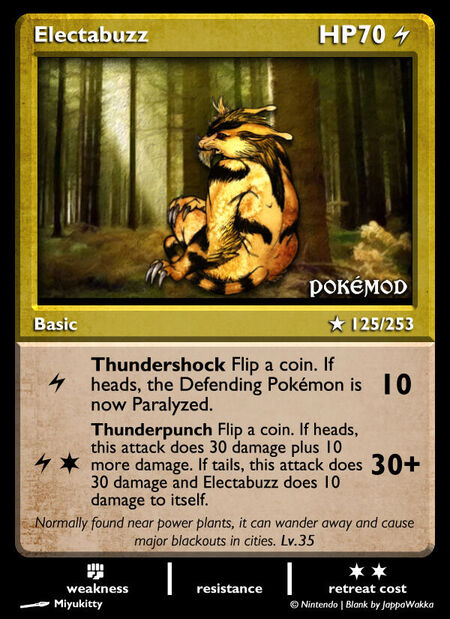 Electabuzz HP70
POKÉMOD
Basic ★ 125/253
Thundershock Flip a coin. If
heads, the Defending Pokémon is 10
now Paralyzed.
Thunderpunch Flip a coin. If heads,
this attack does 30 damage plus 10
more damage. If tails, this attack does 30+
30 damage and Electabuzz does 10
damage to itself.
Normally found near power plants, it can wander away and cause
major blackouts in cities. Lv.35
weakness resistance retreat cost
Miyukitty © Nintendo | Blank by JappaWakka